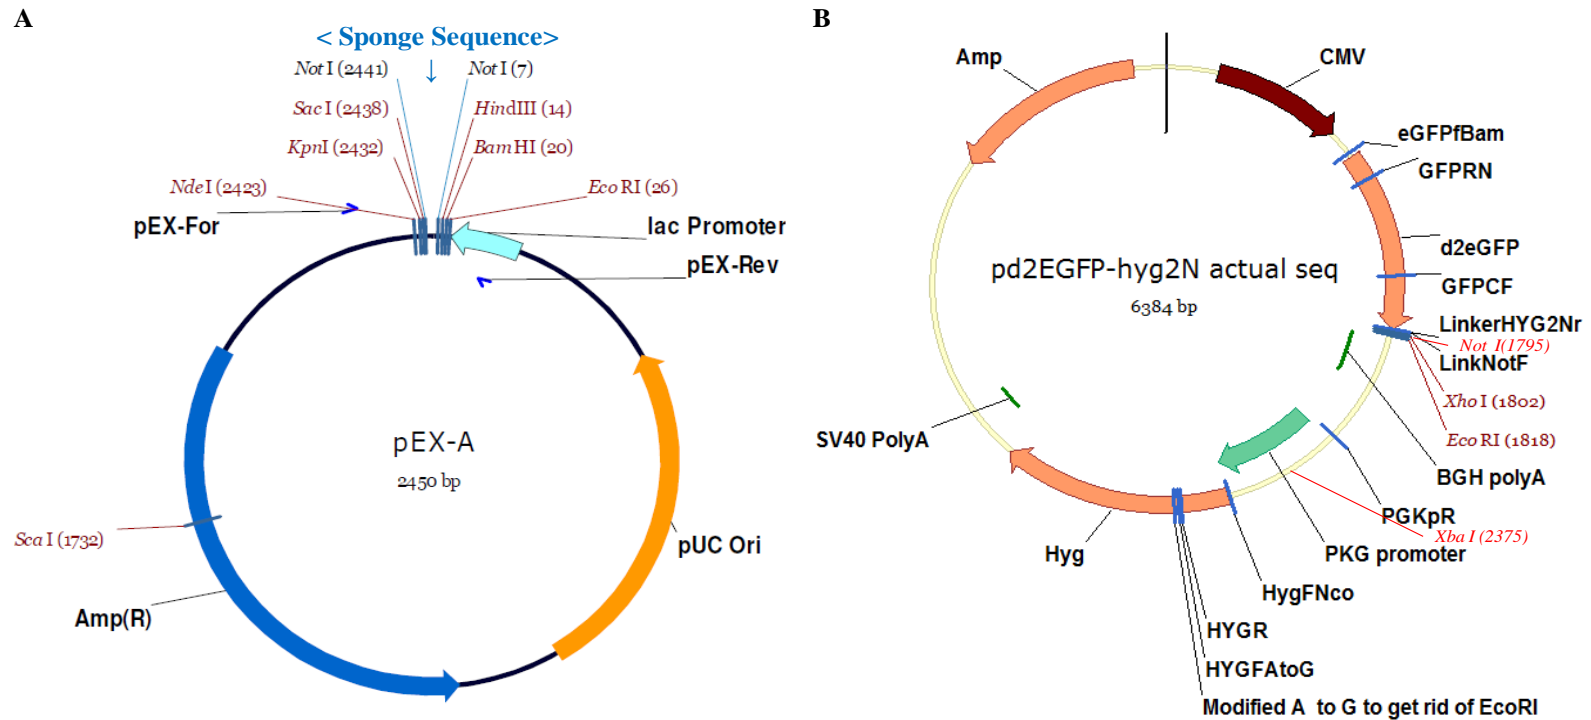 A
< Sponge Sequence>
↓
Not I (2441)
Not I (7)
Sac I (2438)
HindIII (14)
KpnI (2432)
Bam HI (20)
Nde I (2423)
Eco RI (26)
pEX-For
lac Promoter
pEX-Rev
pEX-A
2450 bp
Sca I (1732)
pUC Ori
Amp(R)
B
Amp
CMV
eGFPfBam
GFPRN
d2eGFP
pd2EGFP-hyg2N actual seq
6384 bp
GFPCF
LinkerHYG2Nr
Not I(1795)
LinkNotF
Xho I (1802)
Eco RI (1818)
SV40 PolyA
BGH polyA
PGKpR
Xba I (2375)
PKG promoter
Hyg
HygFNco
HYGR
HYGFAtoG
Modified A to G to get rid of EcoRI